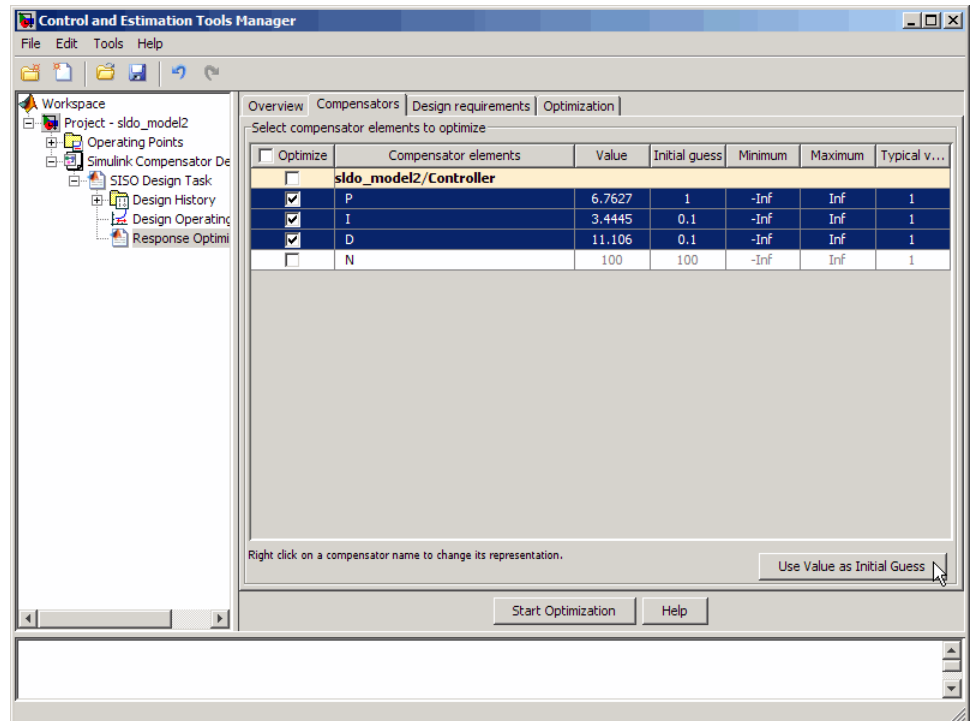 Control and Estimation Tools Manager
File Edit Tools Help
Workspace
Project - sldo_model2
Operating Points
Simulink Compensator De
SISO Design Task
Design History
Design Operating
Response Optimi
Overview Compensators Design requirements Optimization
Select compensator elements to optimize
Optimize Compensator elements Value Initial guess Minimum Maximum Typical v...
sldo_model2/Controller
P 6.7627 1 -Inf Inf 1
I 3.4445 0.1 -Inf Inf 1
D 11.106 0.1 -Inf Inf 1
N 100 100 -Inf Inf 1
Right click on a compensator name to change its representation.
Use Value as Initial Guess
Start Optimization Help